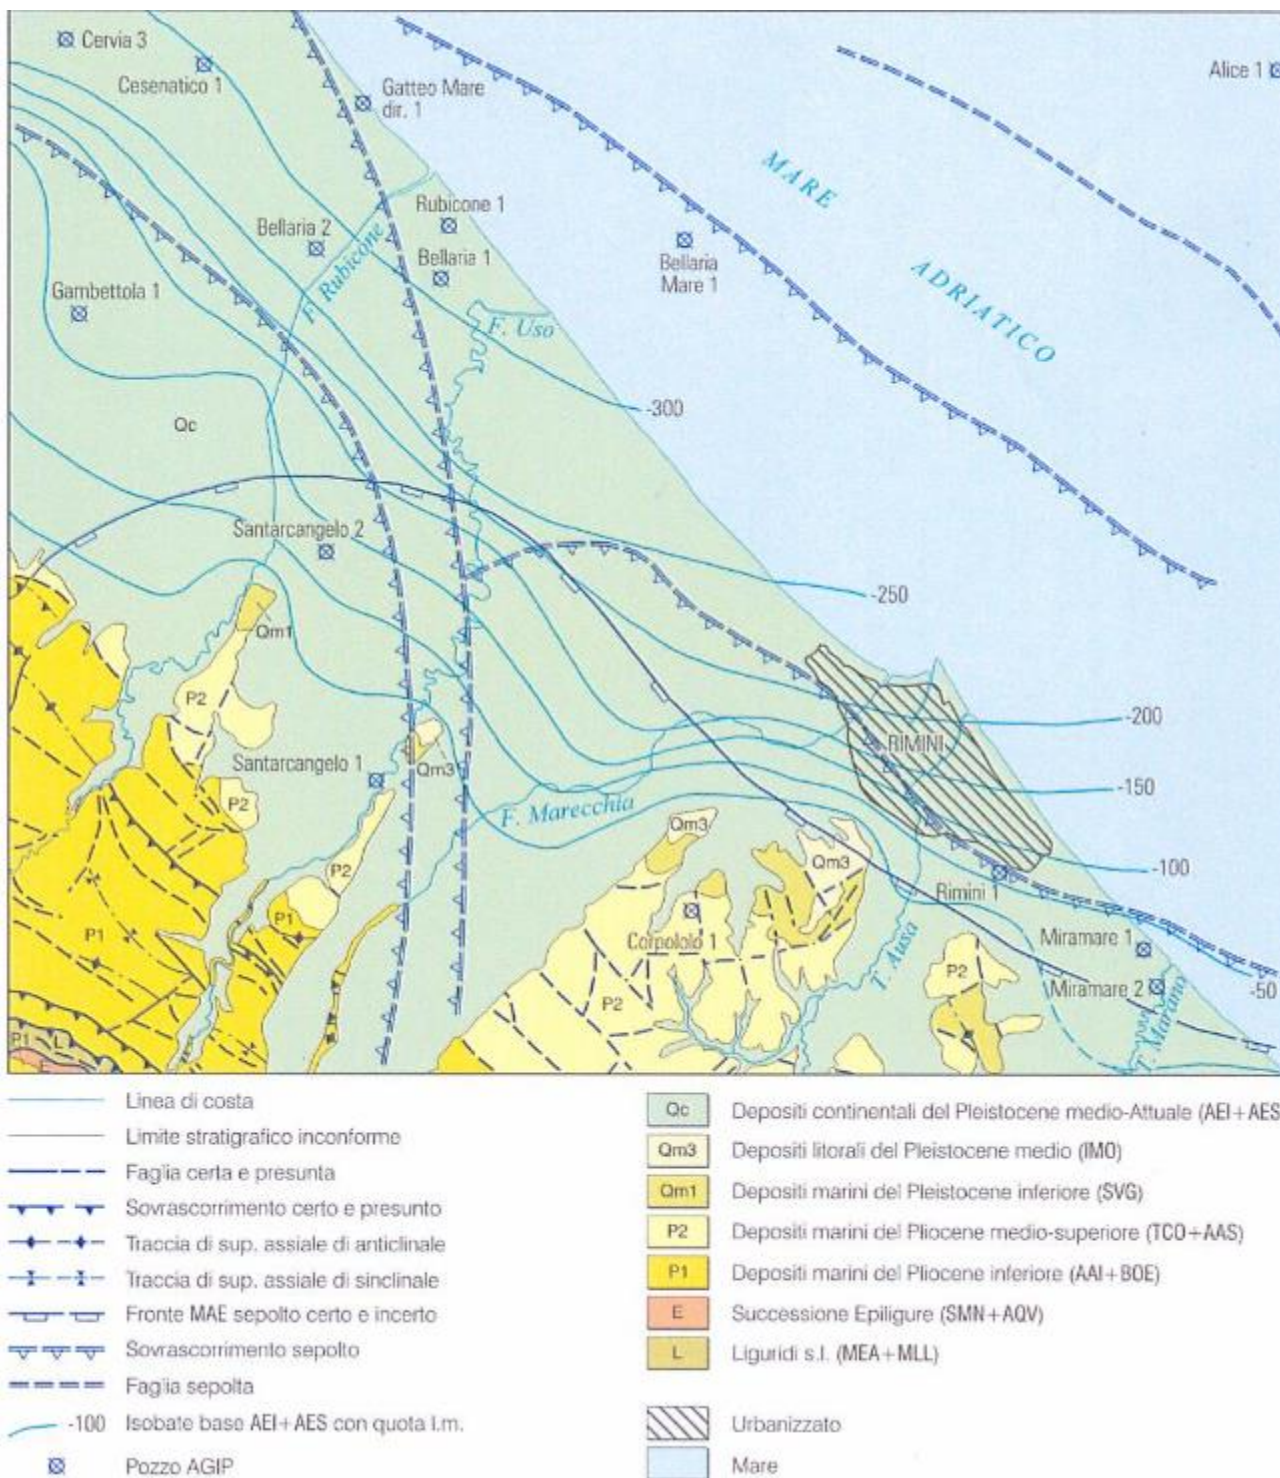 Cervia 3
Cesenatico 1
Gatteo Mare
dir. 1
Alice 1
MARE
ADRIATICO
Rubicone 1
Bellaria 2
Bellaria 1
Bellaria
Mare 1
F. Rubicone
Gambettola 1
F. Uso
-300
Qc
Santarcangelo 2
-250
Qm1
P2
-200
RIMINI
Santarcangelo 1
Qm3
-150
P2
F. Marecchia
Qm3
Qm3
P2
-100
Rimini 1
P1
P1
Corpololo 1
T. Ausa
Miramare 1
P2
P2
Miramare 2
-50
T. Marano
P1
L
Linea di costa
Limite stratigrafico inconforme
Faglia certa e presunta
Sovrascorrimento certo e presunto
Traccia di sup. assiale di anticlinale
Traccia di sup. assiale di sinclinale
Fronte MAE sepolto certo e incerto
Sovrascorrimento sepolto
Faglia sepolta
-100 Isobate base AEI+AES con quota l.m.
Pozzo AGIP
Qc Depositi continentali del Pleistocene medio-Attuale (AEI+AES
Qm3 Depositi litorali del Pleistocene medio (IMO)
Qm1 Depositi marini del Pleistocene inferiore (SVG)
P2 Depositi marini del Pliocene medio-superiore (TCO+AAS)
P1 Depositi marini del Pliocene inferiore (AAI+BOE)
E Successione Epiligure (SMN+AQV)
L Liguridi s.l. (MEA+MLL)
Urbanizzato
Mare